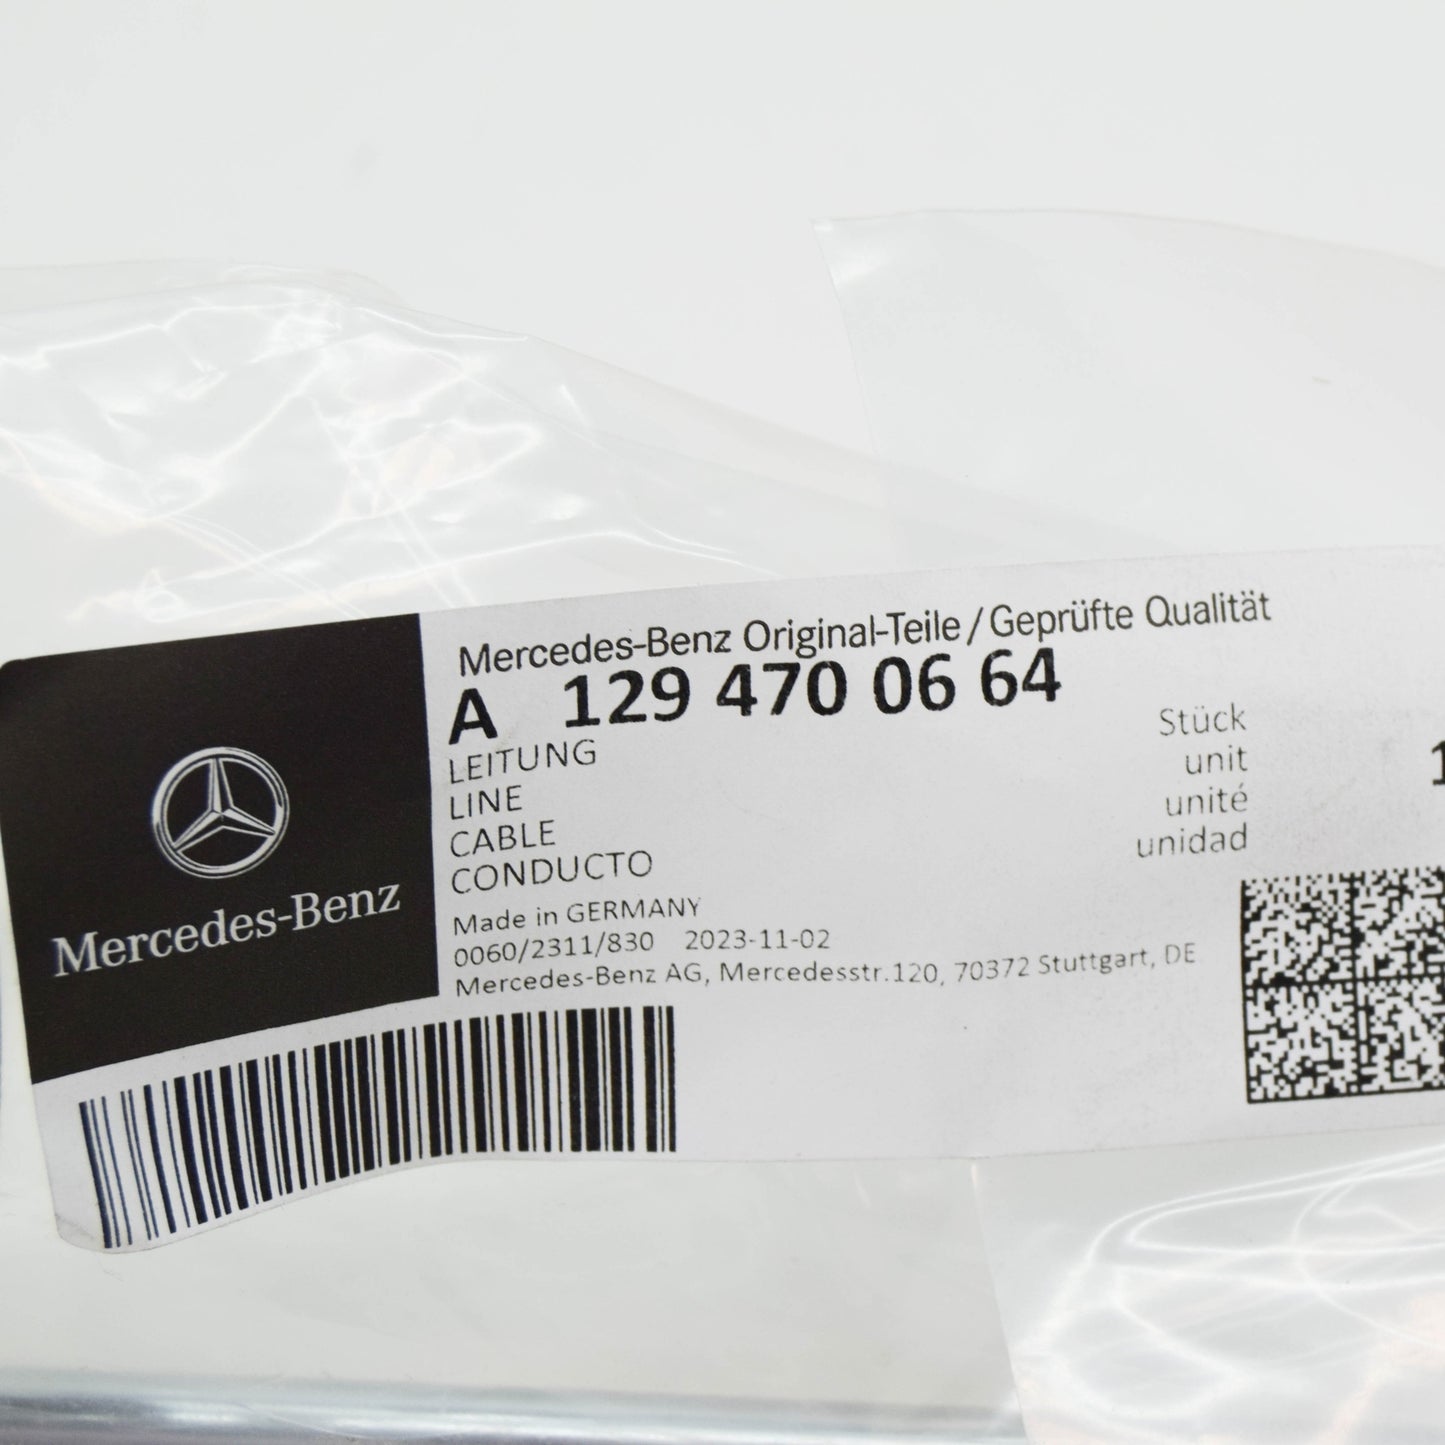 Mercedes-Benz
Mercedes-Benz Original-Teile / Geprüfte Qualität
A 129 470 06 64
LEITUNG
LINE
CABLE
CONDUCTO
Stück
unit
unité
unidad
1
Made in GERMANY
0060/2311/830 2023-11-02
Mercedes-Benz AG, Mercedesstr.120, 70372 Stuttgart, DE